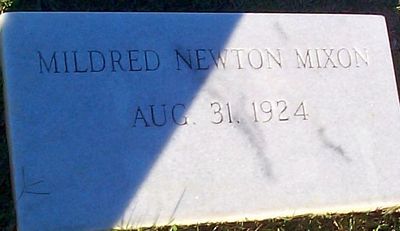 MILDRED NEWTON MIXON
AUG. 31, 1924